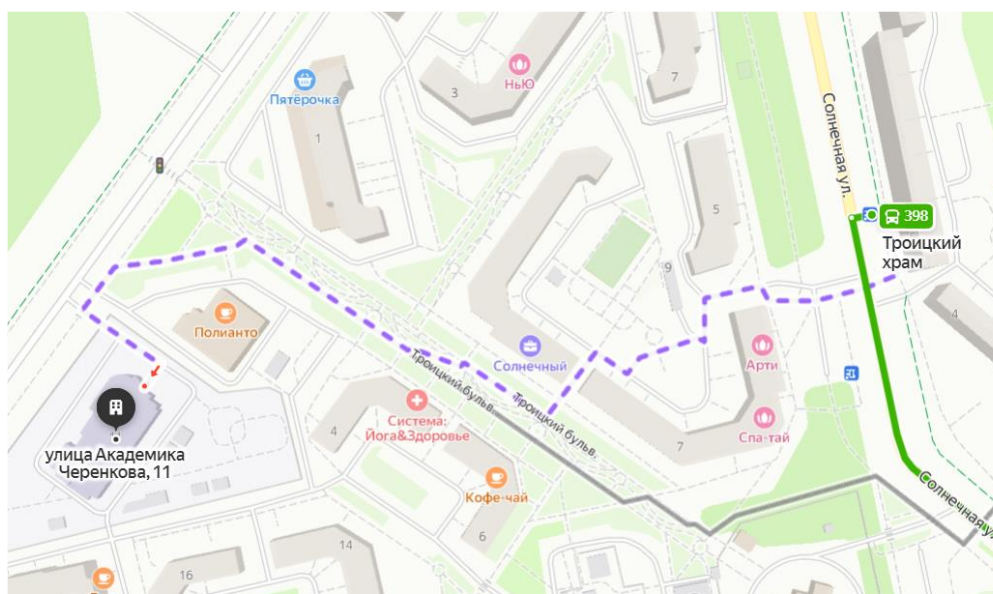 НьЮ
Пятёрочка
3
7
1
Солнечная ул.
398
5
Троицкий
храм
9
Полианто
4
Солнечный
Арти
Троицкий бульв.
Троицкий бульв.
Система:
Йога&Здоровье
4
7
Спа-тай
улица Академика
Черенкова, 11
Кофе-чай
Солнечная у
6
14
16